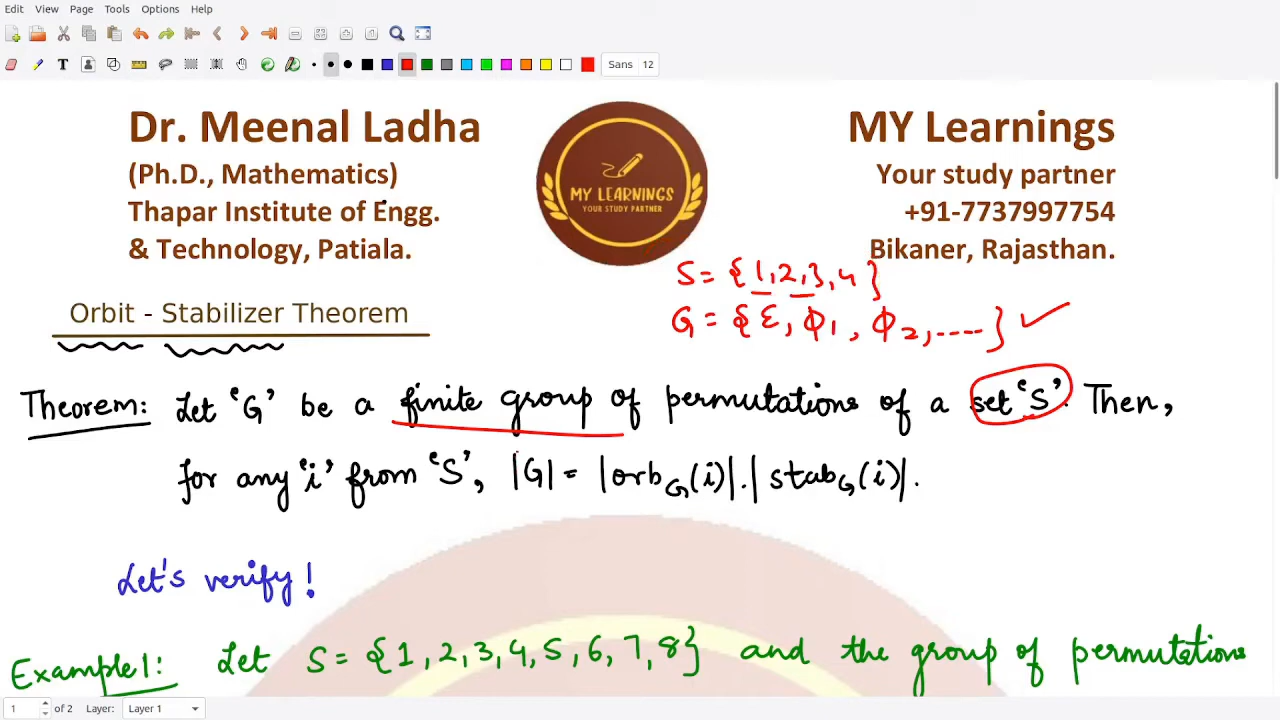 Edit View Page Tools Options Help
Sans 12
Dr. Meenal Ladha
(Ph.D., Mathematics)
Thapar Institute of Engg.
& Technology, Patiala.
MY LEARNINGS
YOUR STUDY PARTNER
MY Learnings
Your study partner
+91-7737997754
Bikaner, Rajasthan.
S = {1,2,3,4}
G = {ε, φ1, φ2, ....} ✓
Orbit - Stabilizer Theorem
Theorem: Let 'G' be a finite group of permutations of a set 'S'. Then,
for any 'i' from 'S', |G| = |orbG(i)|.|stabG(i)|.
Let's verify!
Example 1: Let S = {1, 2, 3, 4, 5, 6, 7, 8} and the group of permutations
1 of 2 Layer: Layer 1